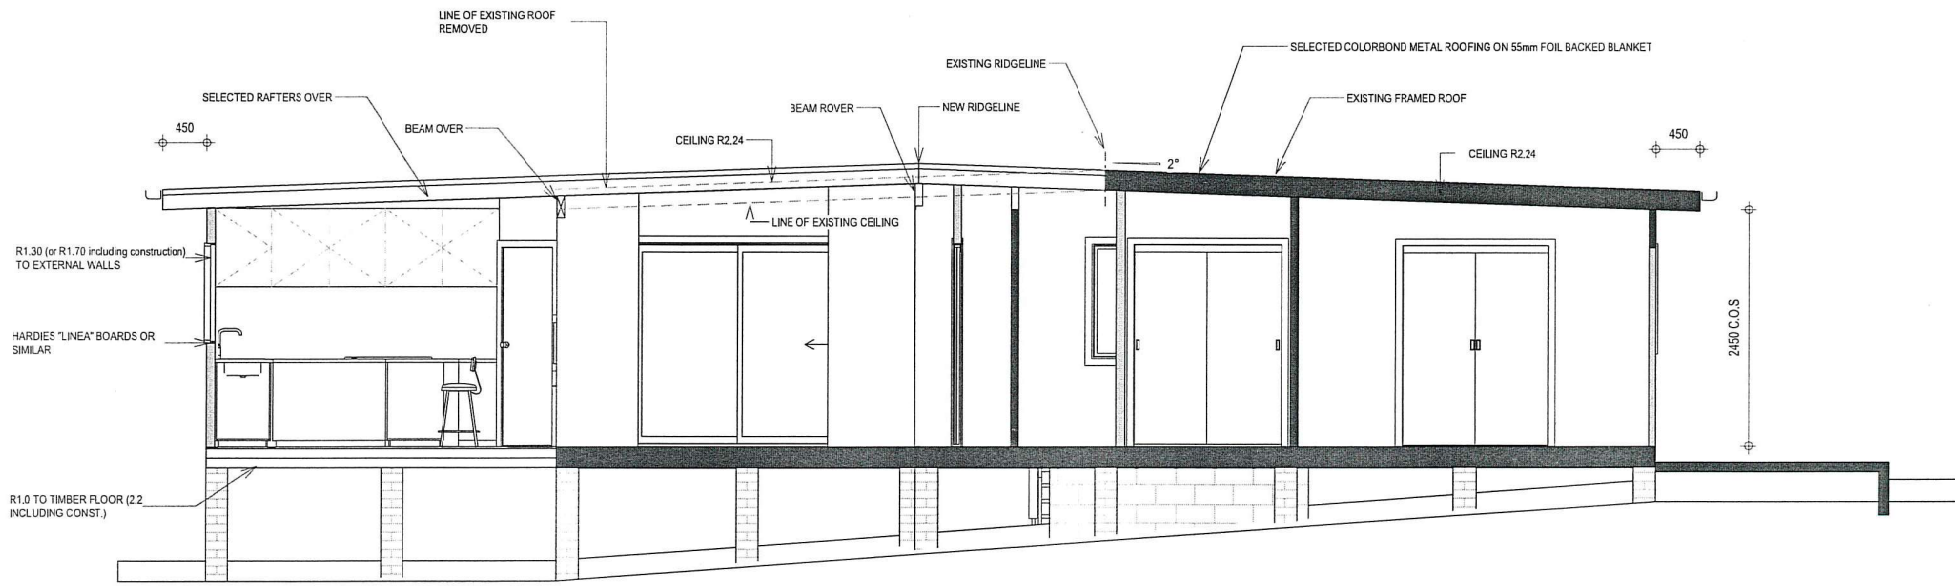 LINE OF EXISTING ROOF
REMOVED
SELECTED COLORBOND METAL ROOFING ON 55mm FOIL BACKED BLANKET
EXISTING RIDGELINE
SELECTED RAFTERS OVER
BEAM ROVER
NEW RIDGELINE
EXISTING FRAMED ROOF
450
BEAM OVER
CEILING R2.24
450
2°
CEILING R2.24
LINE OF EXISTING CEILING
R1.30 (or R1.70 including construction)
TO EXTERNAL WALLS
HARDIES "LINEA" BOARDS OR
SIMILAR
2450 C.O.S
R1.0 TO TIMBER FLOOR (2.2
INCLUDING CONST.)